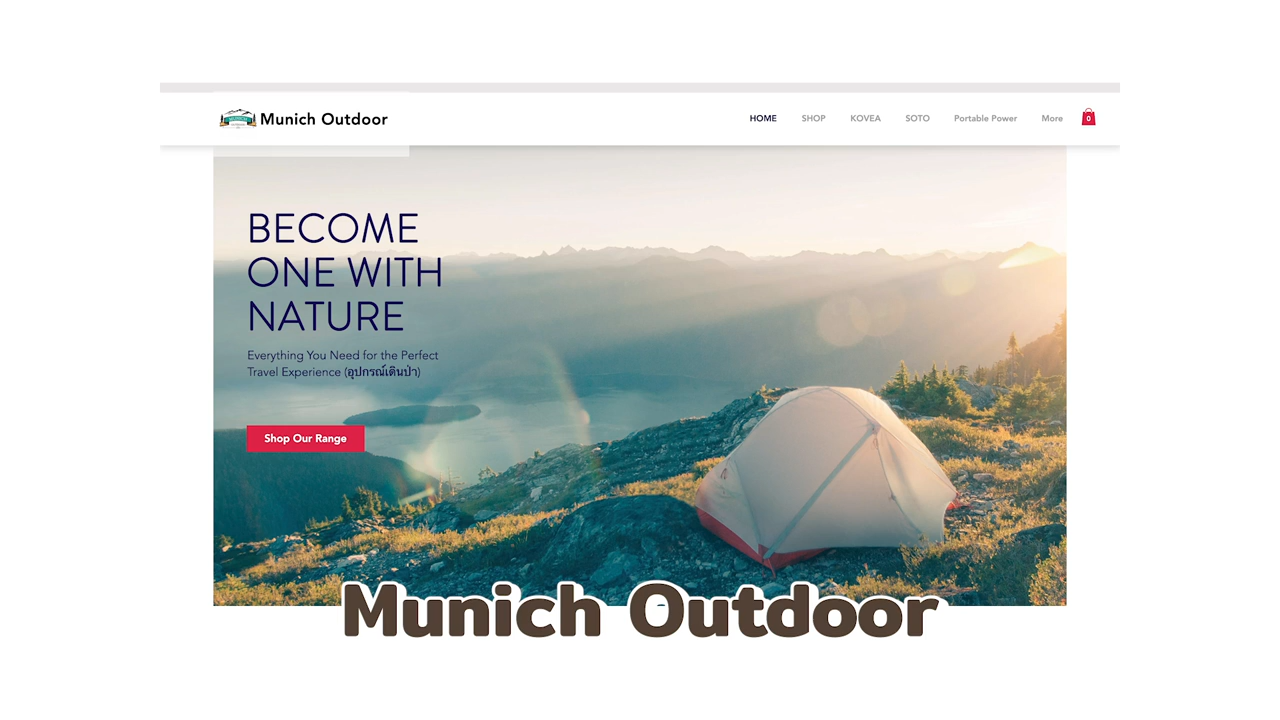 Munich Outdoor
HOME SHOP KOVEA SOTO Portable Power More 0
BECOME
ONE WITH
NATURE
Everything You Need for the Perfect
Travel Experience (อุปกรณ์เดินป่า)
Shop Our Range
Munich Outdoor